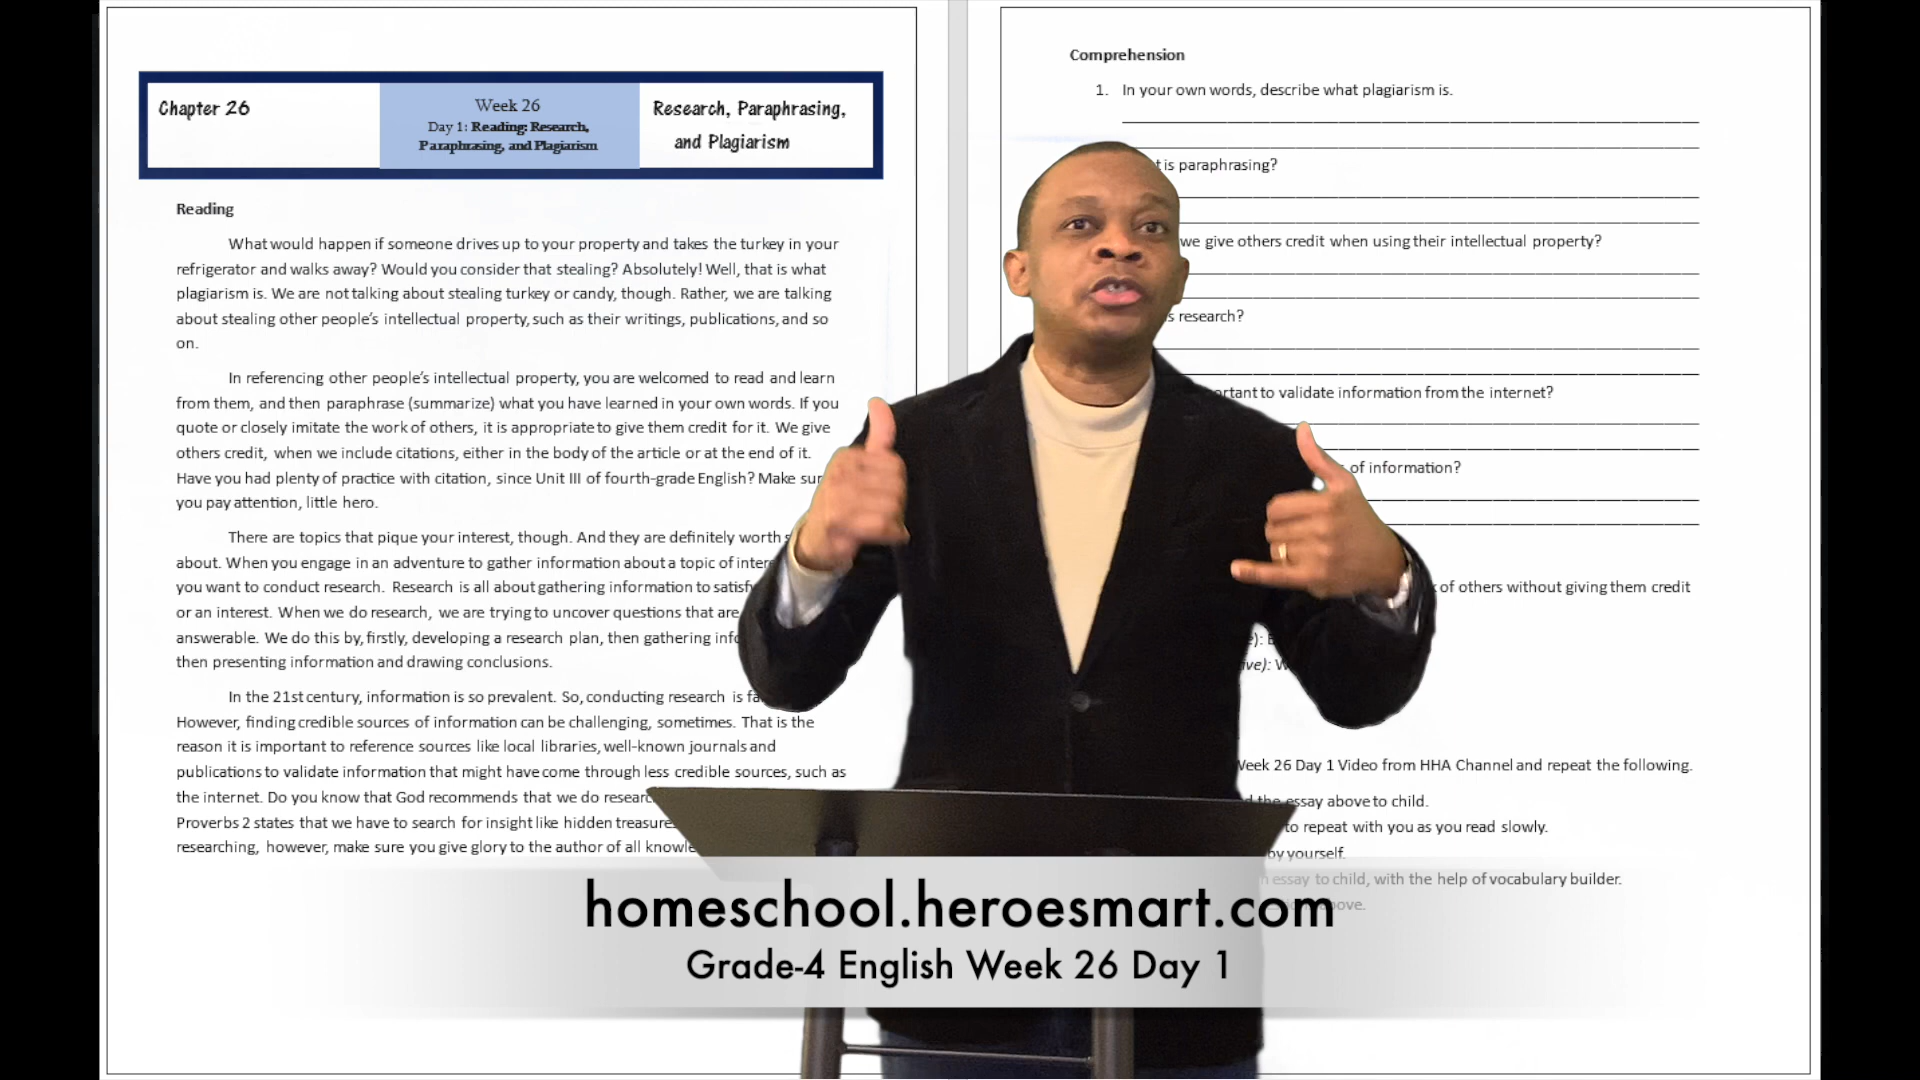 Chapter 26
Week 26
Day 1: Reading: Research,
Paraphrasing, and Plagiarism
Research, Paraphrasing,
and Plagiarism
Reading
What would happen if someone drives up to your property and takes the turkey in your
refrigerator and walks away? Would you consider that stealing? Absolutely! Well, that is what
plagiarism is. We are not talking about stealing turkey or candy, though. Rather, we are talking
about stealing other people's intellectual property, such as their writings, publications, and so
on.
In referencing other people's intellectual property, you are welcomed to read and learn
from them, and then paraphrase (summarize) what you have learned in your own words. If you
quote or closely imitate the work of others, it is appropriate to give them credit for it. We give
others credit, when we include citations, either in the body of the article or at the end of it.
Have you had plenty of practice with citation, since Unit III of fourth-grade English? Make
you pay attention, little hero.
There are topics that pique your interest, though. And they are definitely worth
about. When you engage in an adventure to gather information about a topic of
you want to conduct research. Research is all about gathering information to
or an interest. When we do research, we are trying to uncover questions that are
answerable. We do this by, firstly, developing a research plan, then gathering
then presenting information and drawing conclusions.
In the 21st century, information is so prevalent. So, conducting research is
However, finding credible sources of information can be challenging, sometimes. That is the
reason it is important to reference sources like local libraries, well-known journals and
publications to validate information that might have come through less credible sources, such as
the internet. Do you know that God recommends that we do
Proverbs 2 states that we have to search for insight like hidden
researching, however, make sure you give glory to the author of all
Comprehension
1. In your own words, describe what plagiarism is.
is paraphrasing?
we give others credit when using their intellectual property?
research?
to validate information from the internet?
of information?
of others without giving them credit
Week 26 Day 1 Video from HHA Channel and repeat the following.
the essay above to child.
to repeat with you as you read slowly.
by yourself.
essay to child, with the help of vocabulary builder.
above.
homeschool.heroesmart.com
Grade-4 English Week 26 Day 1